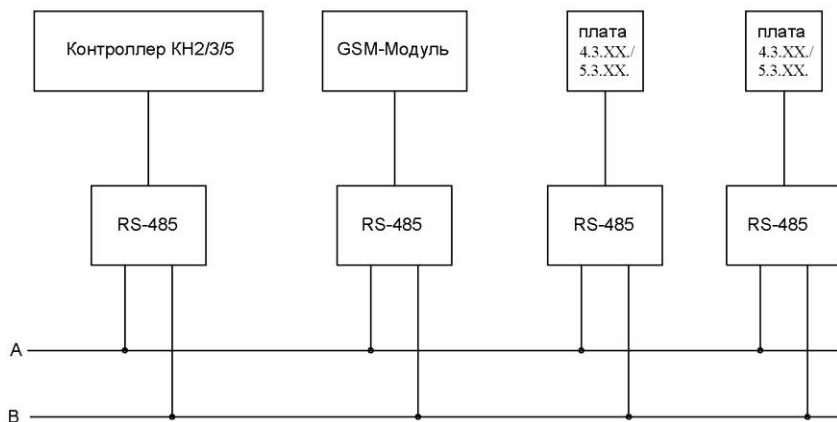 Контроллер КН2/3/5
GSM-Модуль
плата
4.3.XX./
5.3.XX.
плата
4.3.XX./
5.3.XX.
RS-485
RS-485
RS-485
RS-485
A
B